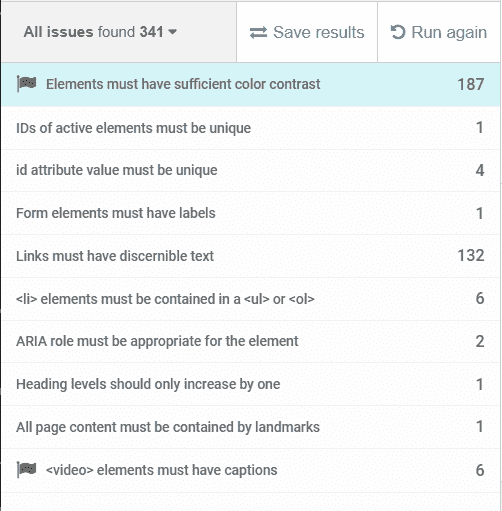 All issues found 341 Save results Run again
Elements must have sufficient color contrast 187
IDs of active elements must be unique 1
id attribute value must be unique 4
Form elements must have labels 1
Links must have discernible text 132
<li> elements must be contained in a <ul> or <ol> 6
ARIA role must be appropriate for the element 2
Heading levels should only increase by one 1
All page content must be contained by landmarks 1
<video> elements must have captions 6